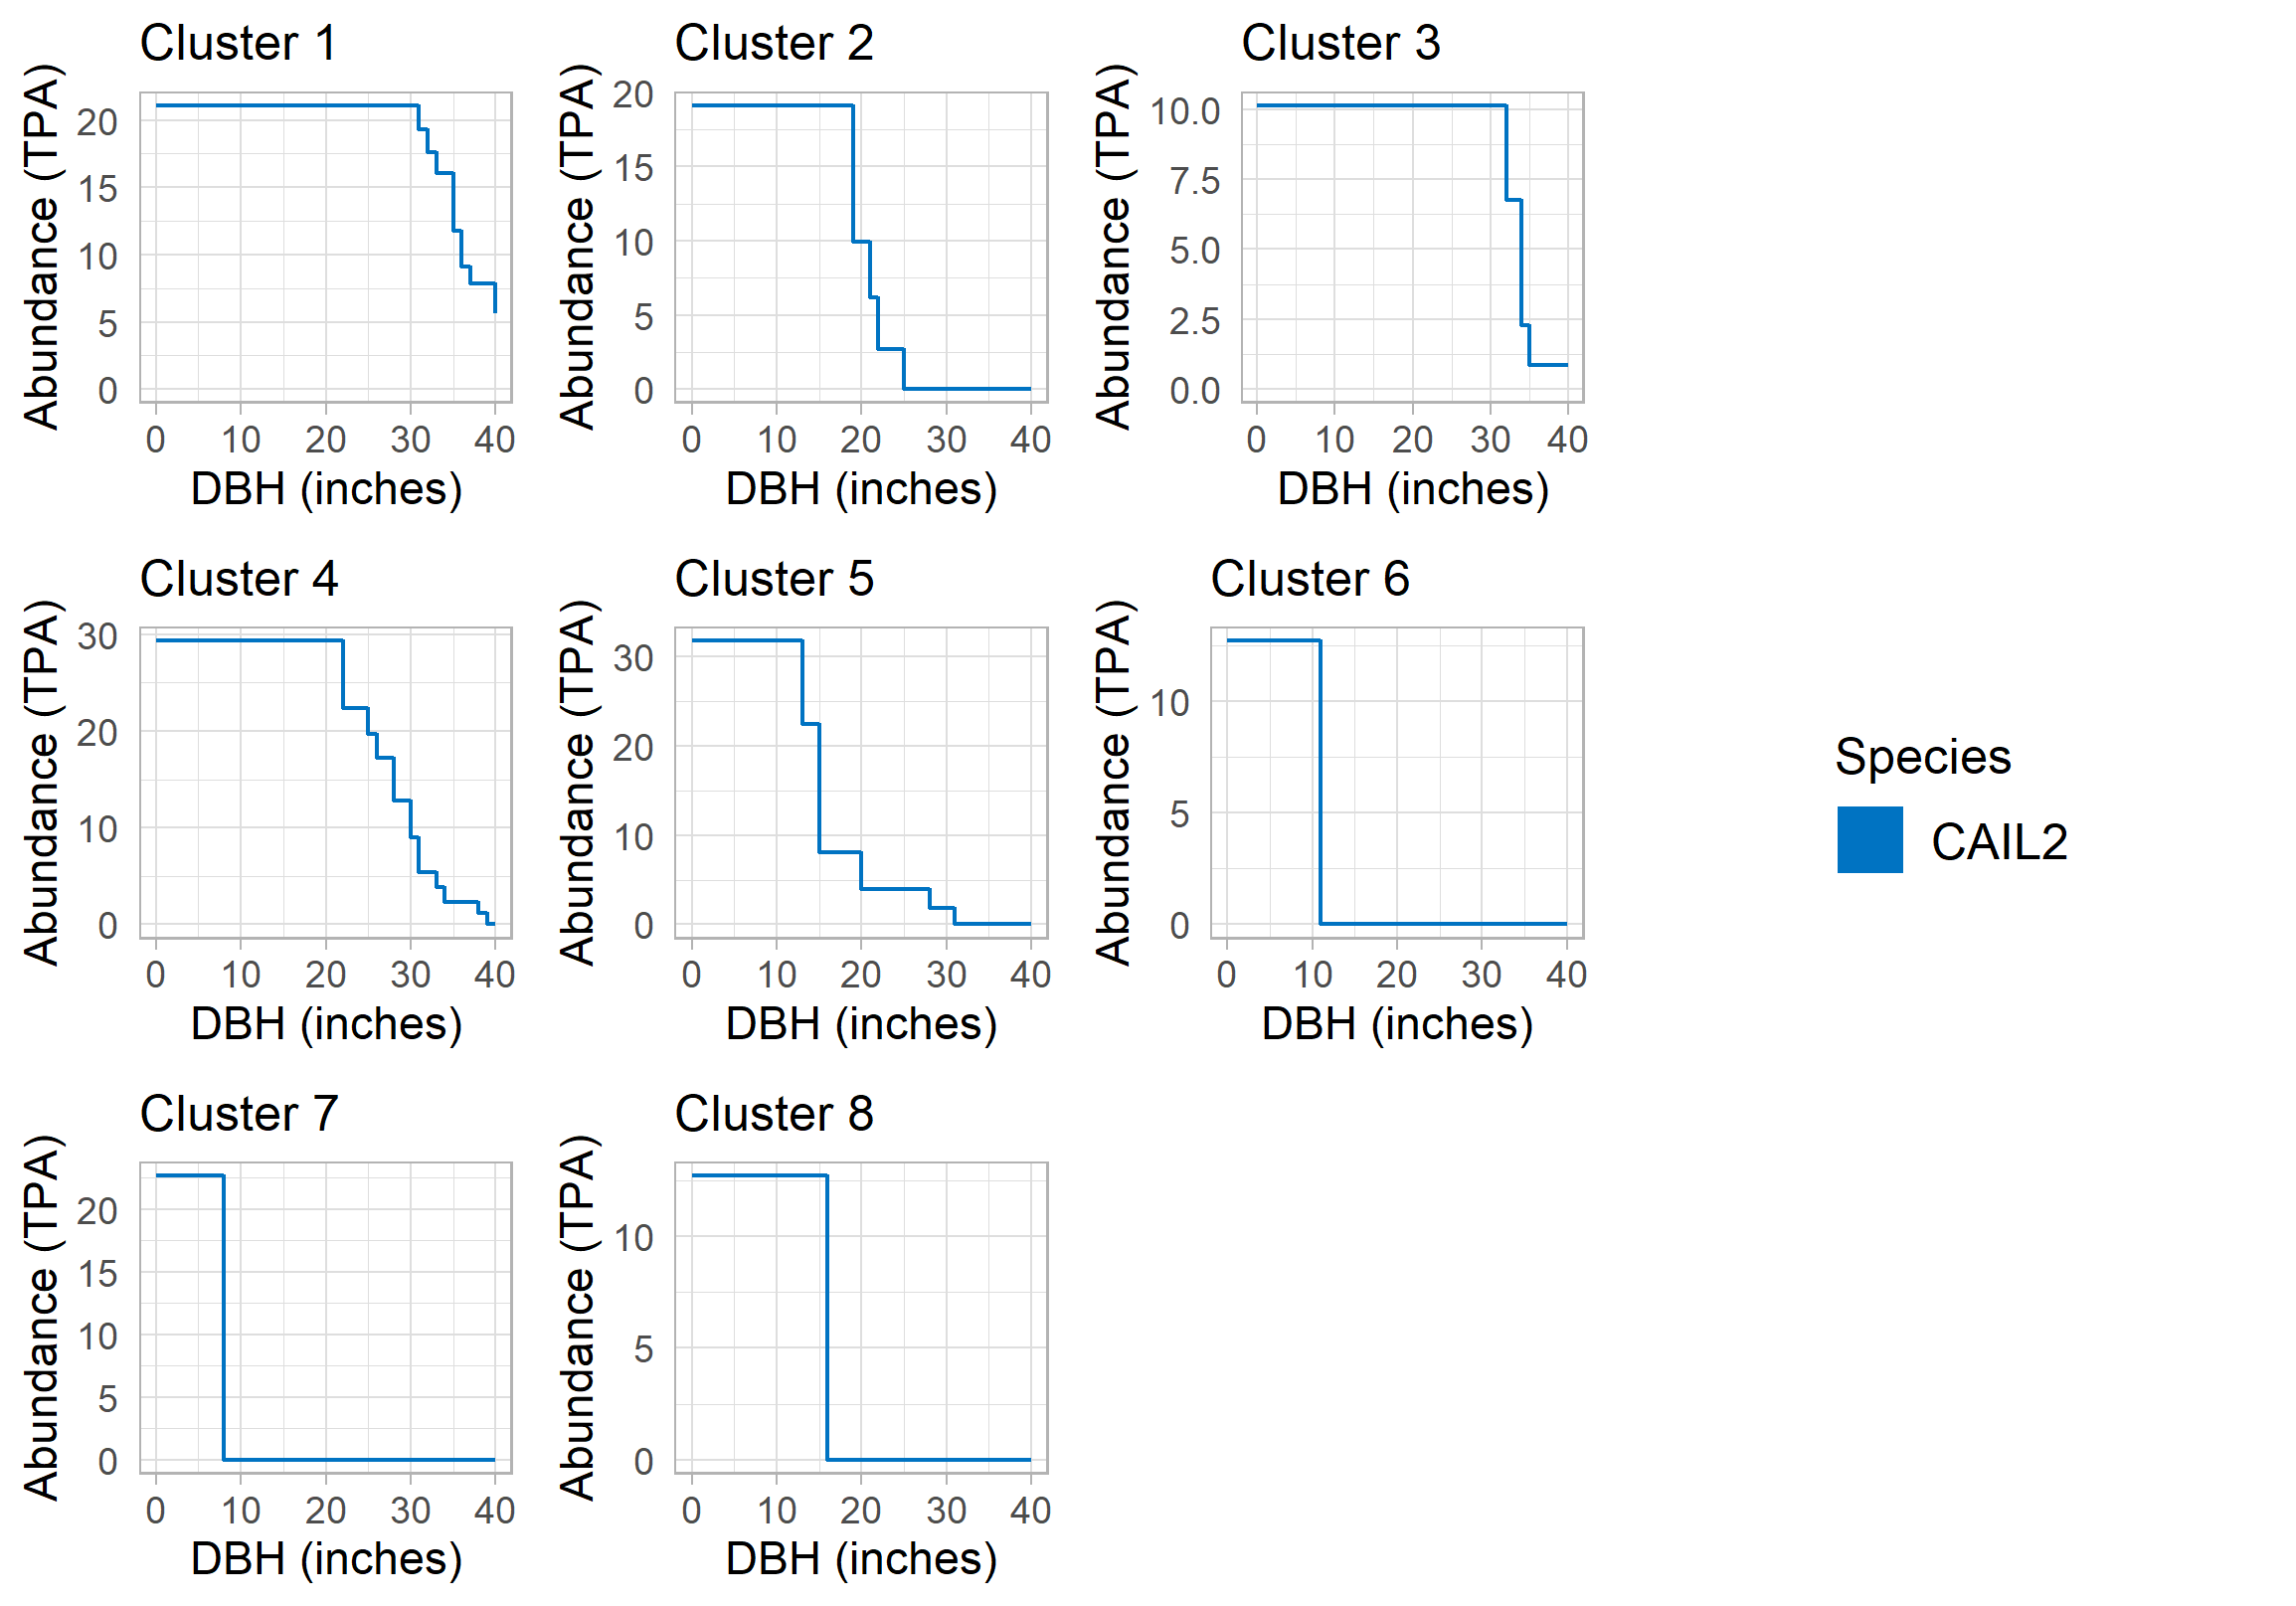 Cluster 1
Abundance (TPA)
20
15
10
5
0
0 10 20 30 40
DBH (inches)
Cluster 2
Abundance (TPA)
20
15
10
5
0
0 10 20 30 40
DBH (inches)
Cluster 3
Abundance (TPA)
10.0
7.5
5.0
2.5
0.0
0 10 20 30 40
DBH (inches)
Cluster 4
Abundance (TPA)
30
20
10
0
0 10 20 30 40
DBH (inches)
Cluster 5
Abundance (TPA)
30
20
10
0
0 10 20 30 40
DBH (inches)
Cluster 6
Abundance (TPA)
10
5
0
0 10 20 30 40
DBH (inches)
Species
CAIL2
Cluster 7
Abundance (TPA)
20
15
10
5
0
0 10 20 30 40
DBH (inches)
Cluster 8
Abundance (TPA)
10
5
0
0 10 20 30 40
DBH (inches)